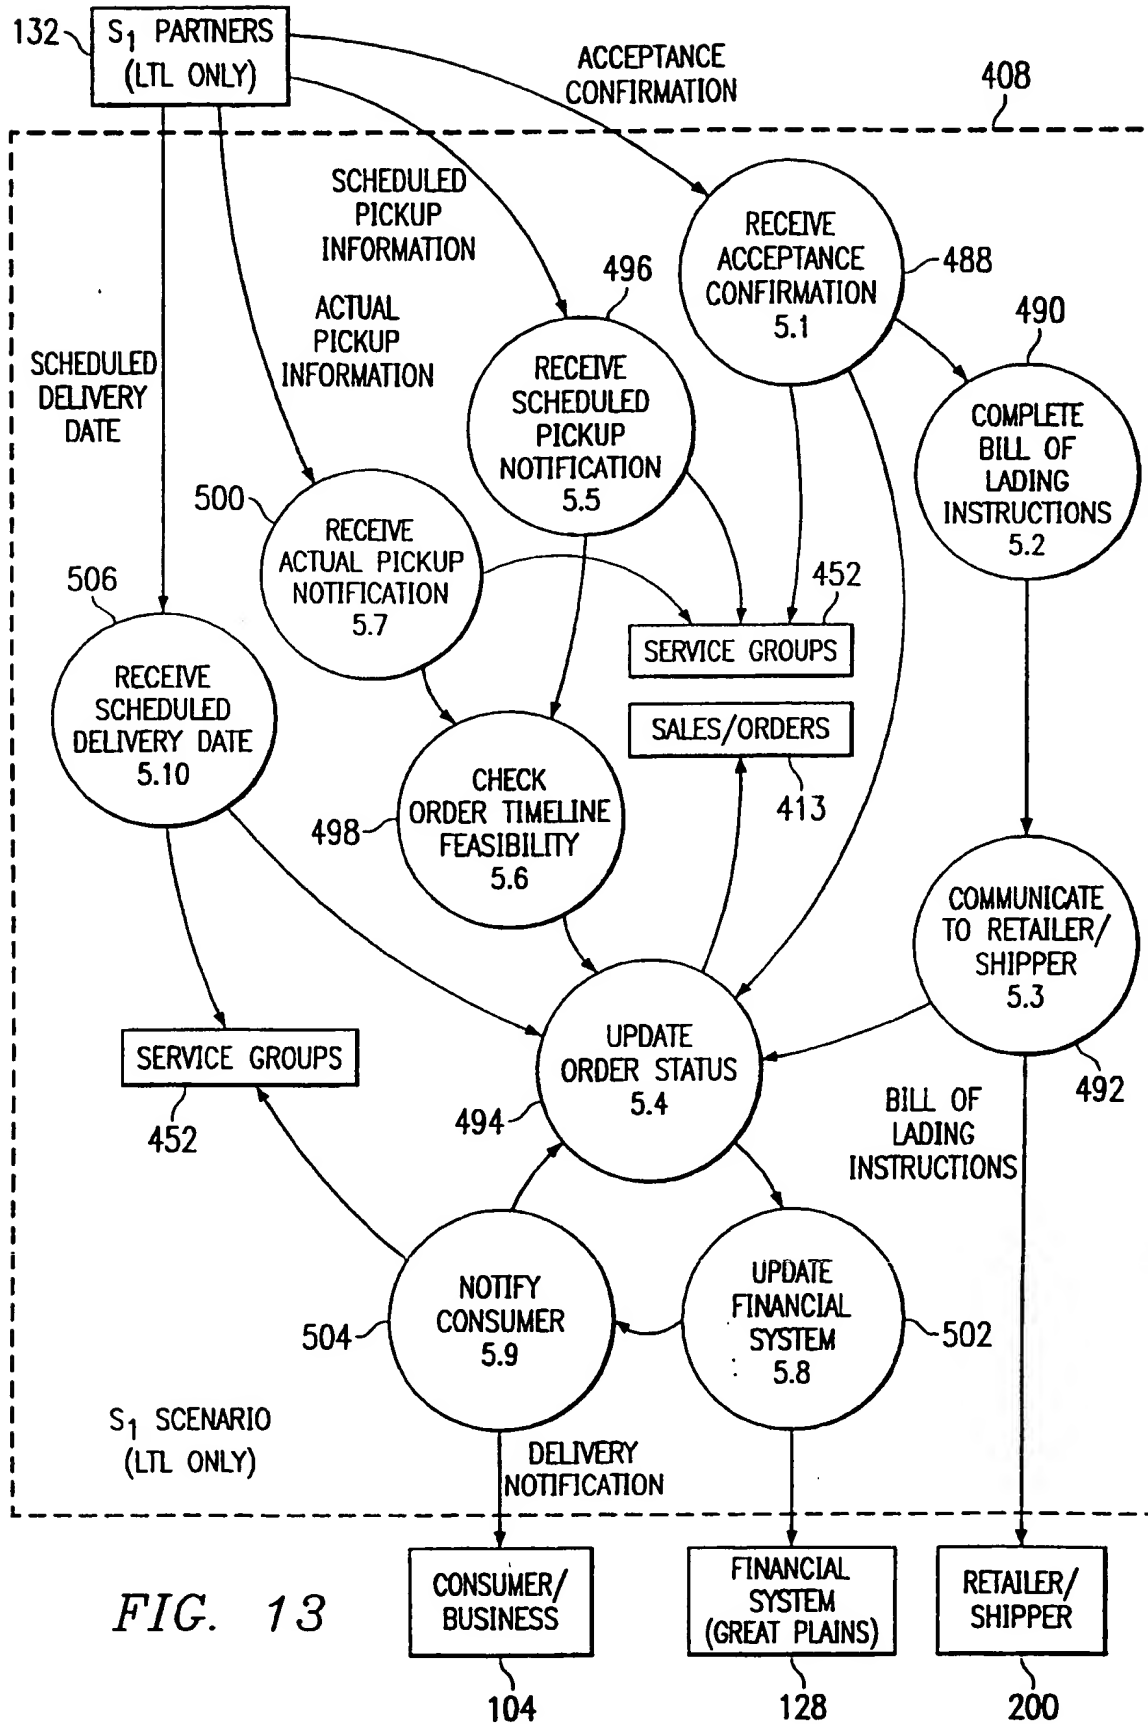 132
S1 PARTNERS
(LTL ONLY)
ACCEPTANCE
CONFIRMATION
408
SCHEDULED
PICKUP
INFORMATION
ACTUAL
PICKUP
INFORMATION
SCHEDULED
DELIVERY
DATE
RECEIVE
ACCEPTANCE
CONFIRMATION
5.1
488
496
RECEIVE
SCHEDULED
PICKUP
NOTIFICATION
5.5
490
COMPLETE
BILL OF
LADING
INSTRUCTIONS
5.2
500
RECEIVE
ACTUAL PICKUP
NOTIFICATION
5.7
506
RECEIVE
SCHEDULED
DELIVERY DATE
5.10
452
SERVICE GROUPS
SALES/ORDERS
413
498
CHECK
ORDER TIMELINE
FEASIBILITY
5.6
COMMUNICATE
TO RETAILER/
SHIPPER
5.3
492
SERVICE GROUPS
452
UPDATE
ORDER STATUS
5.4
494
BILL OF
LADING
INSTRUCTIONS
NOTIFY
CONSUMER
5.9
504
UPDATE
FINANCIAL
SYSTEM
5.8
502
S1 SCENARIO
(LTL ONLY)
DELIVERY
NOTIFICATION
CONSUMER/
BUSINESS
104
FINANCIAL
SYSTEM
(GREAT PLAINS)
128
RETAILER/
SHIPPER
200
FIG. 13